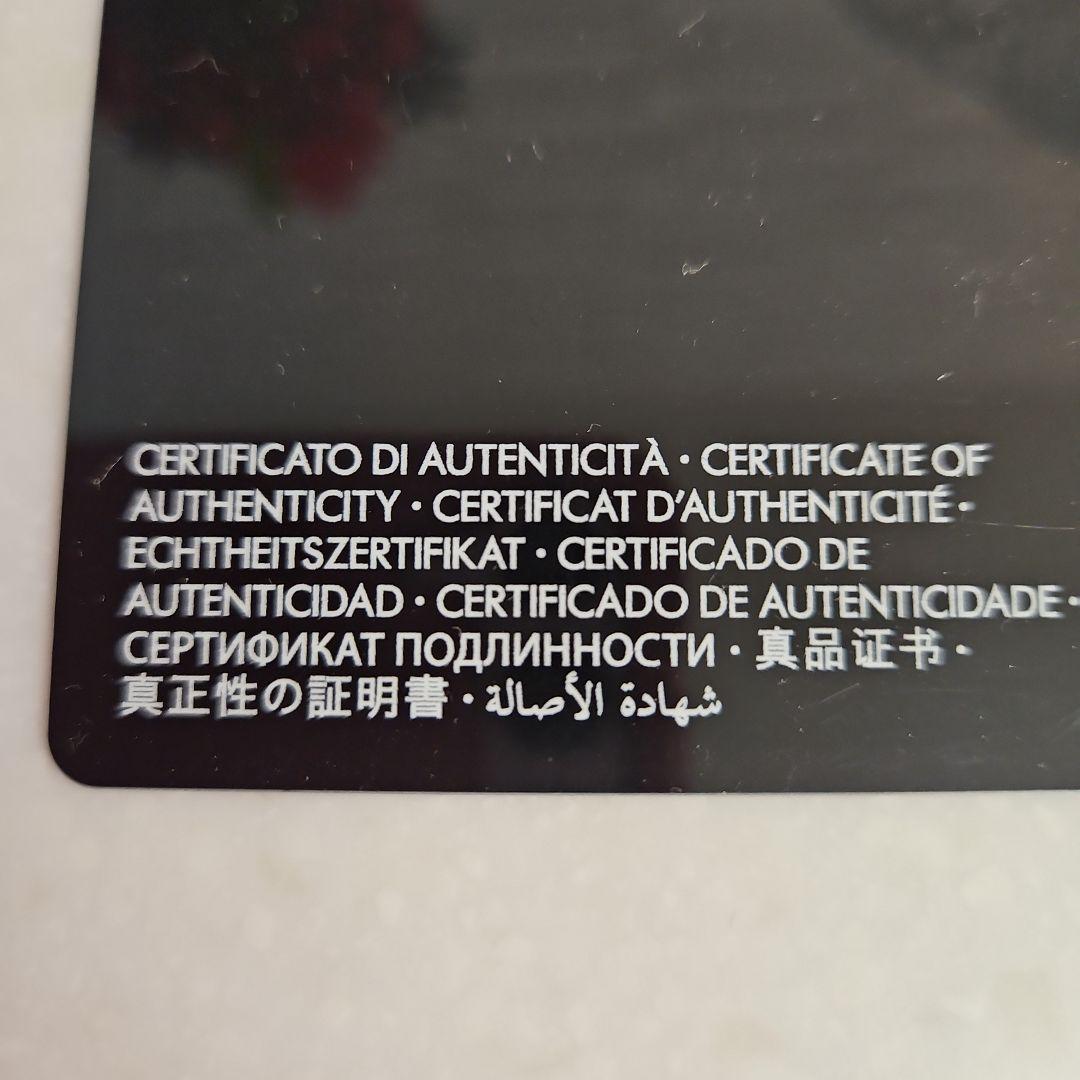 CERTIFICATO DI AUTENTICITÀ · CERTIFICATE OF
AUTHENTICITY · CERTIFICAT D'AUTHENTICITÉ ·
ECHTHEITSZERTIFIKAT · CERTIFICADO DE
AUTENTICIDAD · CERTIFICADO DE AUTENTICIDADE ·
СЕРТИФИКАТ ПОДЛИННОСТИ · 真品证书 ·
真正性の証明書 · شهادة الأصالة